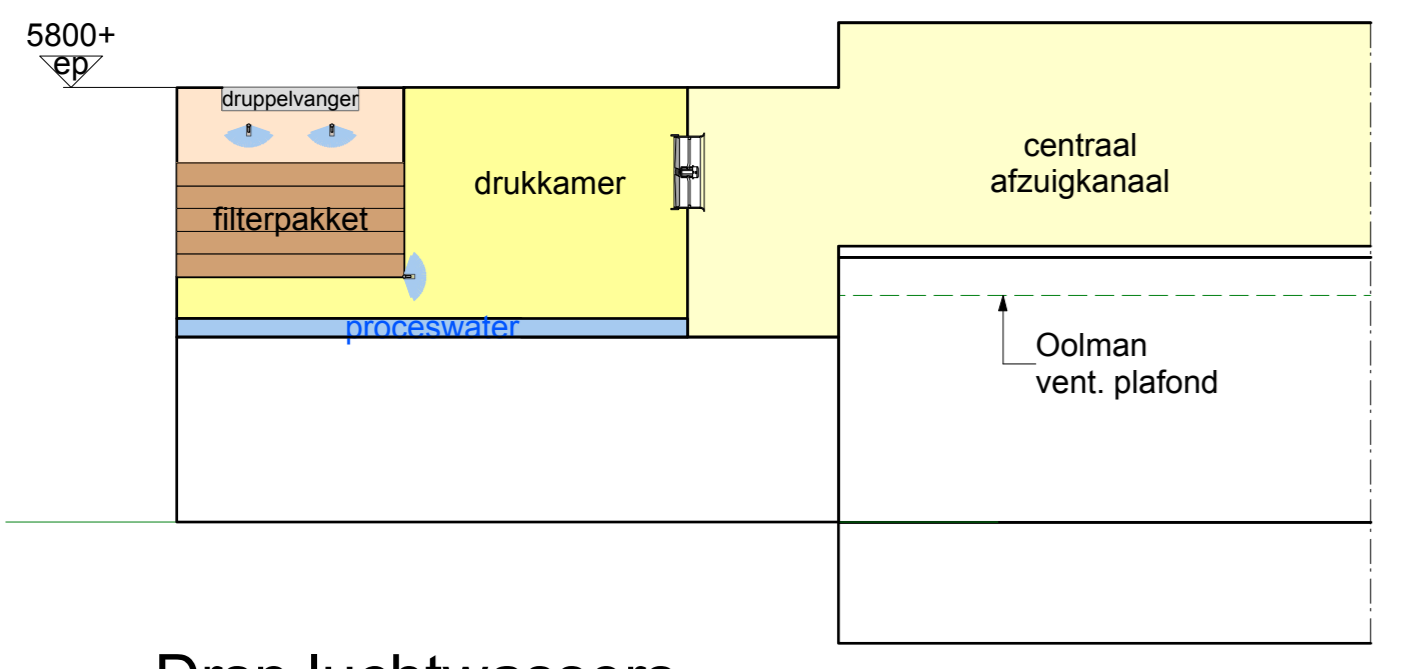 5800+
ep
druppelvanger
drukkamer
filterpakket
proceswater
centraal
afzuigkanaal
Oolman
vent. plafond